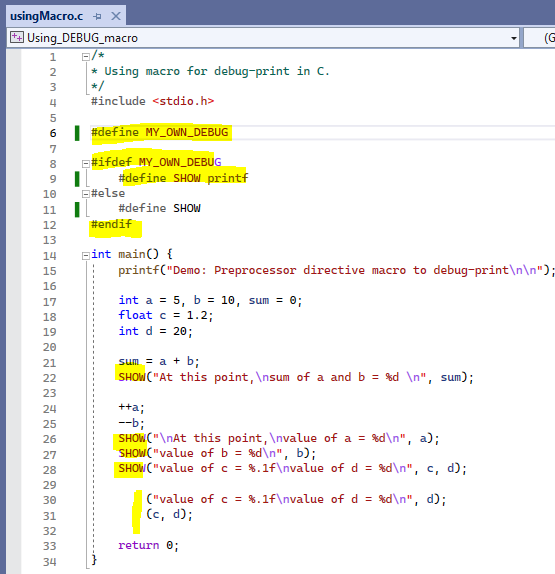 usingMacro.c
Using_DEBUG_macro (G
1 /*
2 * Using macro for debug-print in C.
3 */
4 #include <stdio.h>
5
6 #define MY_OWN_DEBUG
7
8 #ifdef MY_OWN_DEBUG
9 #define SHOW printf
10 #else
11 #define SHOW
12 #endif
13
14 int main() {
15 printf("Demo: Preprocessor directive macro to debug-print\n\n");
16
17 int a = 5, b = 10, sum = 0;
18 float c = 1.2;
19 int d = 20;
20
21 sum = a + b;
22 SHOW("At this point,\nsum of a and b = %d \n", sum);
23
24 ++a;
25 --b;
26 SHOW("\nAt this point,\nvalue of a = %d\n", a);
27 SHOW("value of b = %d\n", b);
28 SHOW("value of c = %.1f\nvalue of d = %d\n", c, d);
29
30 ("value of c = %.1f\nvalue of d = %d\n", d);
31 (c, d);
32
33 return 0;
34 }